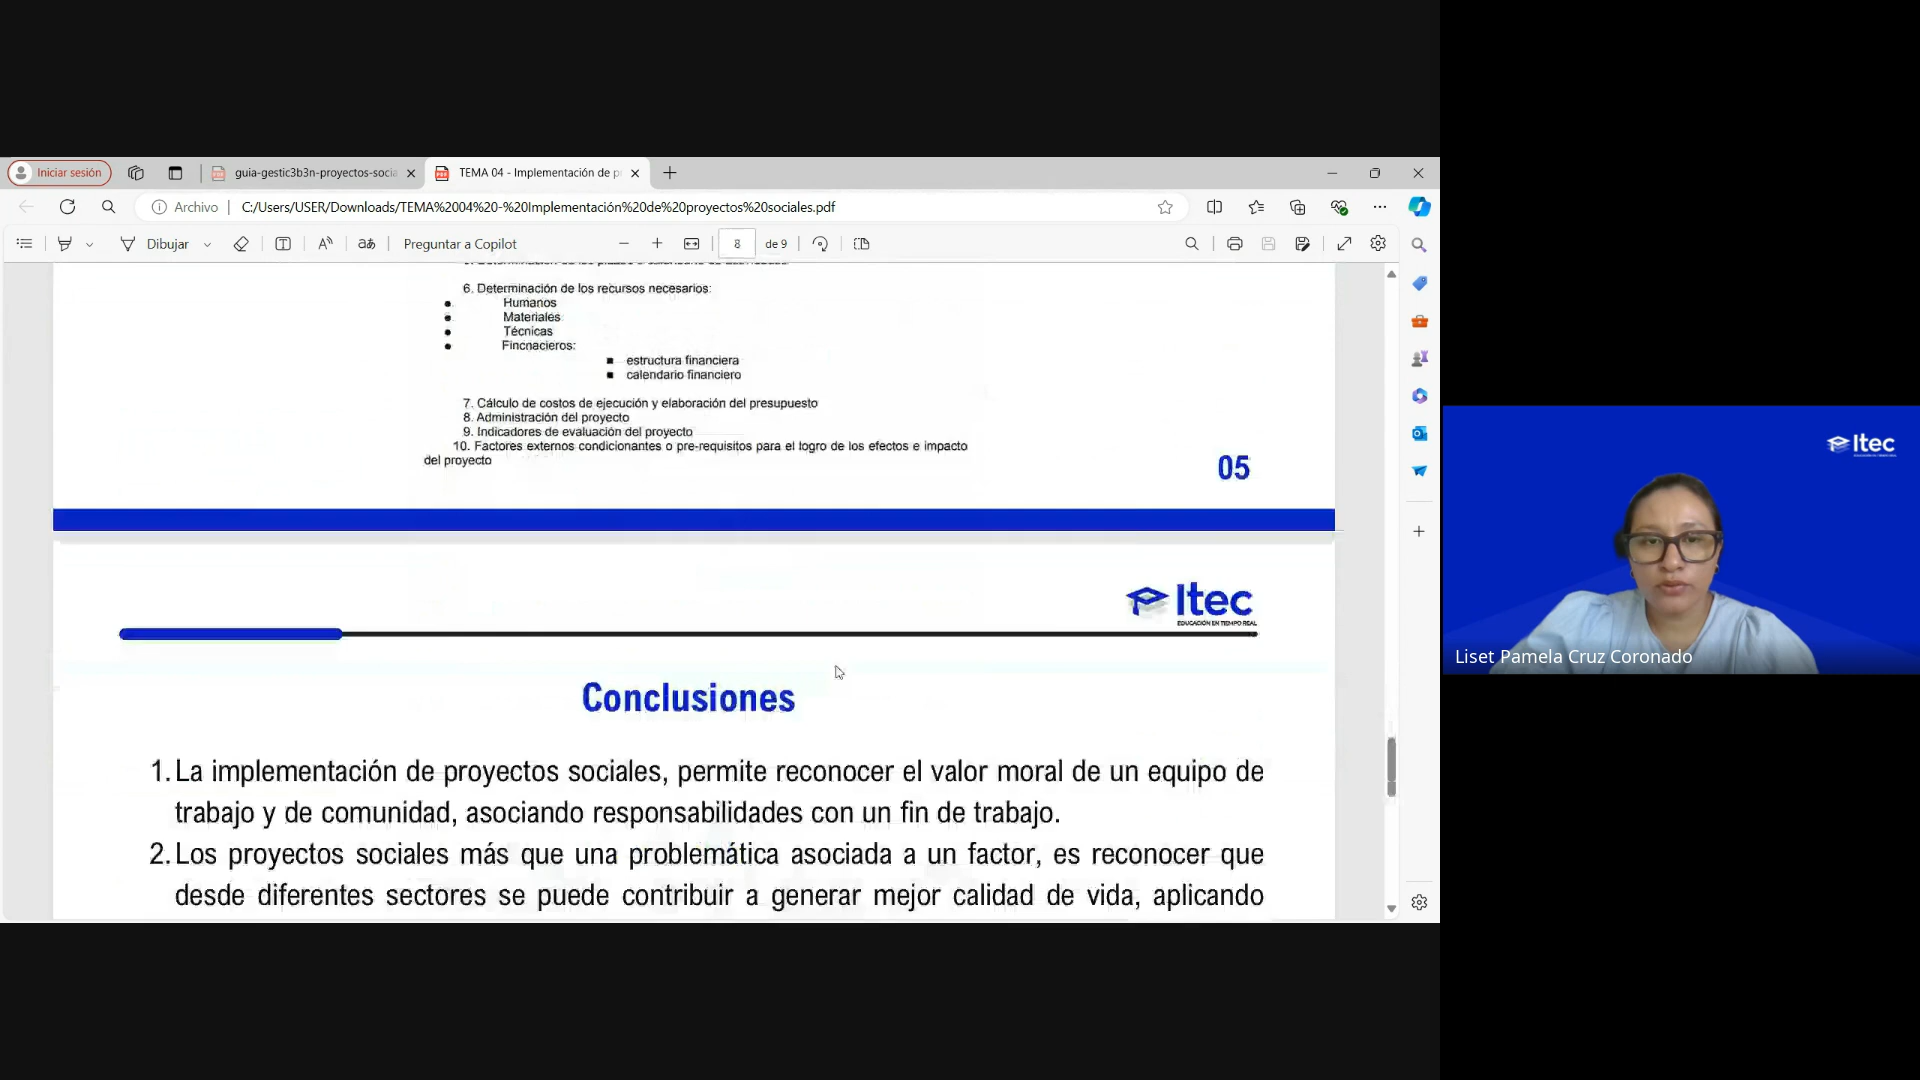 Iniciar sesión
guia-gestic3b3n-proyectos-socia
TEMA 04 - Implementación de p
Archivo
C:/Users/USER/Downloads/TEMA%2004%20-%20Implementación%20de%20proyectos%20sociales.pdf
Dibujar
Preguntar a Copilot
8
de 9
6. Determinación de los recursos necesarios:
Humanos
Materiales
Técnicas
Fincnacieros:
estructura financiera
calendario financiero
7. Cálculo de costos de ejecución y elaboración del presupuesto
8. Administración del proyecto
9. Indicadores de evaluación del proyecto
10. Factores externos condicionantes o pre-requisitos para el logro de los efectos e impacto
del proyecto
05
Itec
EDUCACIÓN EN TIEMPO REAL
Conclusiones
1. La implementación de proyectos sociales, permite reconocer el valor moral de un equipo de
trabajo y de comunidad, asociando responsabilidades con un fin de trabajo.
2. Los proyectos sociales más que una problemática asociada a un factor, es reconocer que
desde diferentes sectores se puede contribuir a generar mejor calidad de vida, aplicando
Itec
Liset Pamela Cruz Coronado